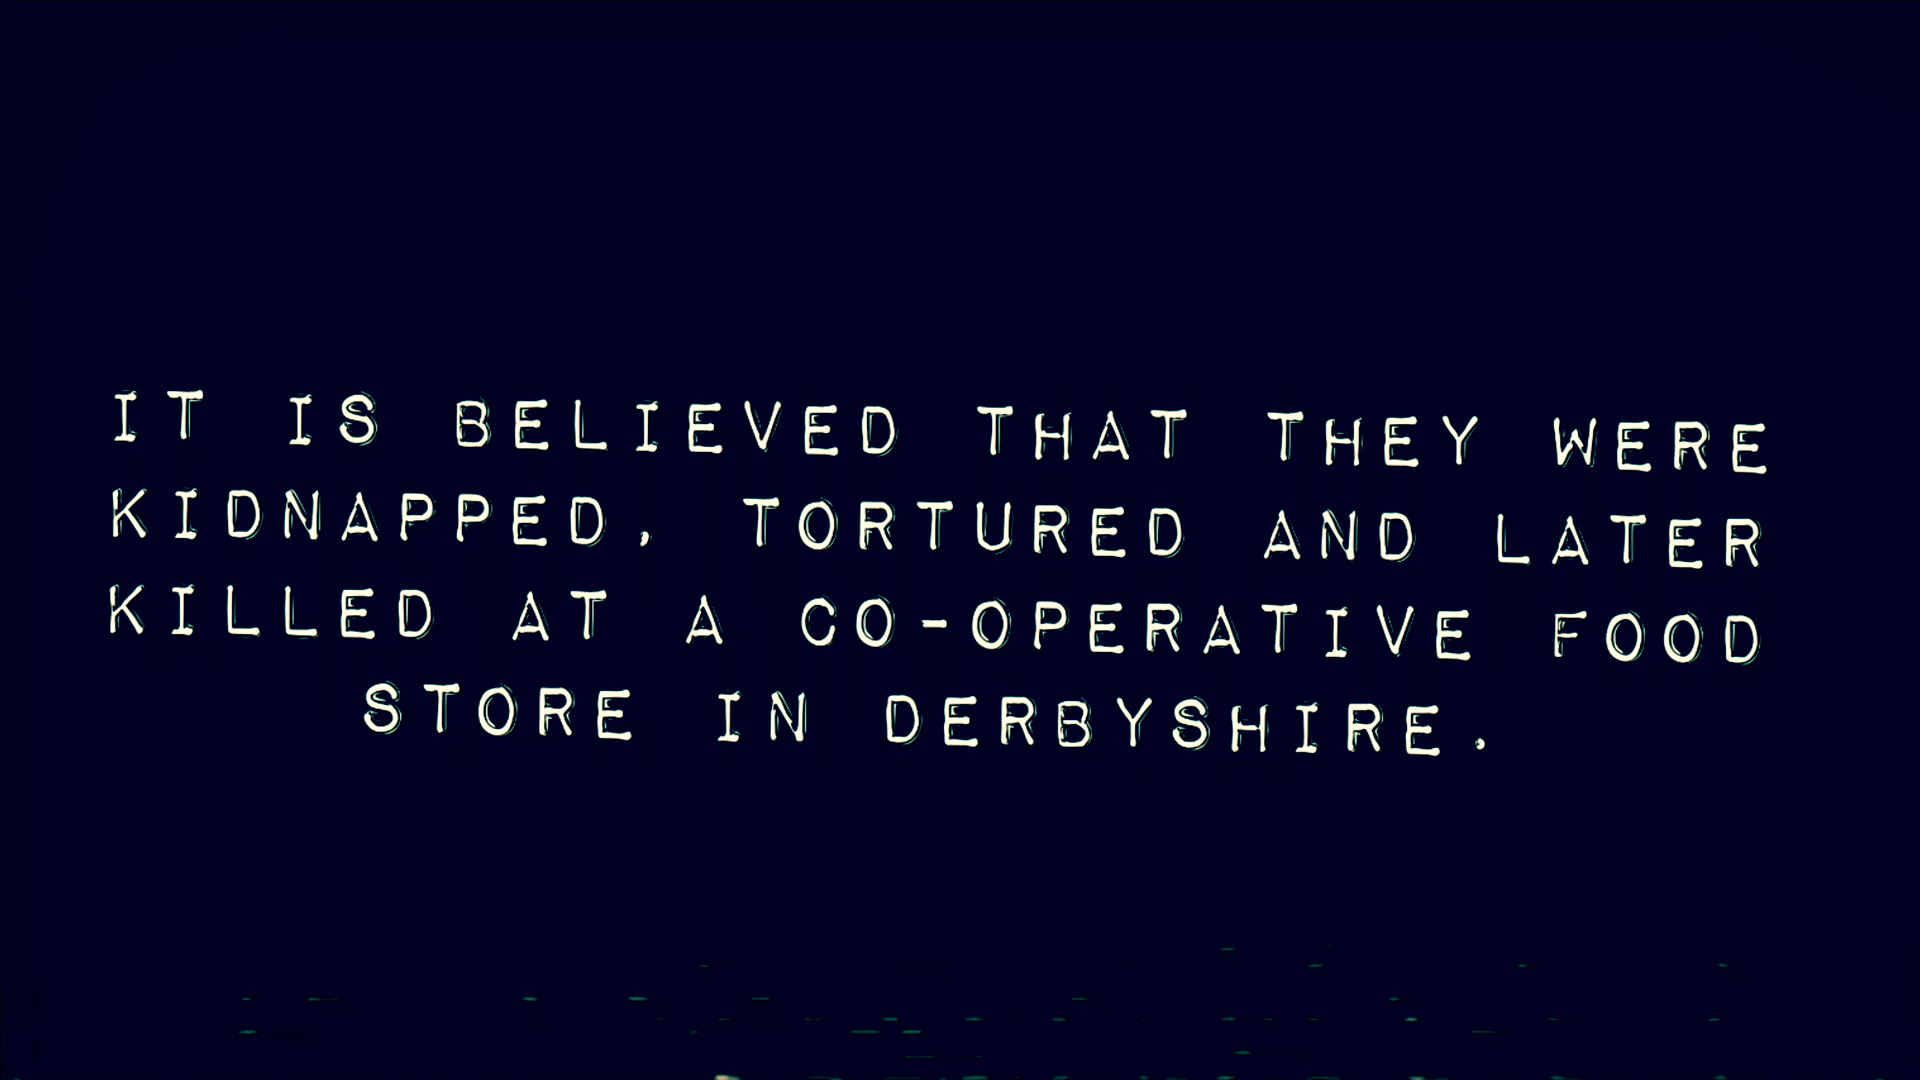 IT IS BELIEVED THAT THEY WERE
KIDNAPPED, TORTURED AND LATER
KILLED AT A CO-OPERATIVE FOOD
STORE IN DERBYSHIRE.